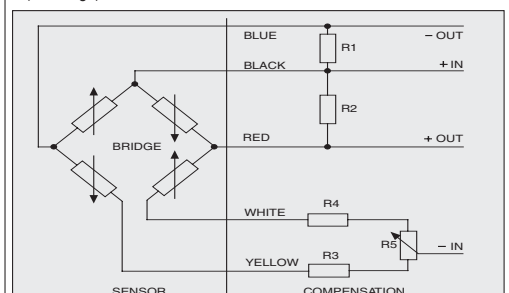 BLUE
− OUT
R1
BLACK
+ IN
R2
BRIDGE
RED
+ OUT
WHITE
R4
R5
− IN
YELLOW
R3
SENSOR
COMPENSATION